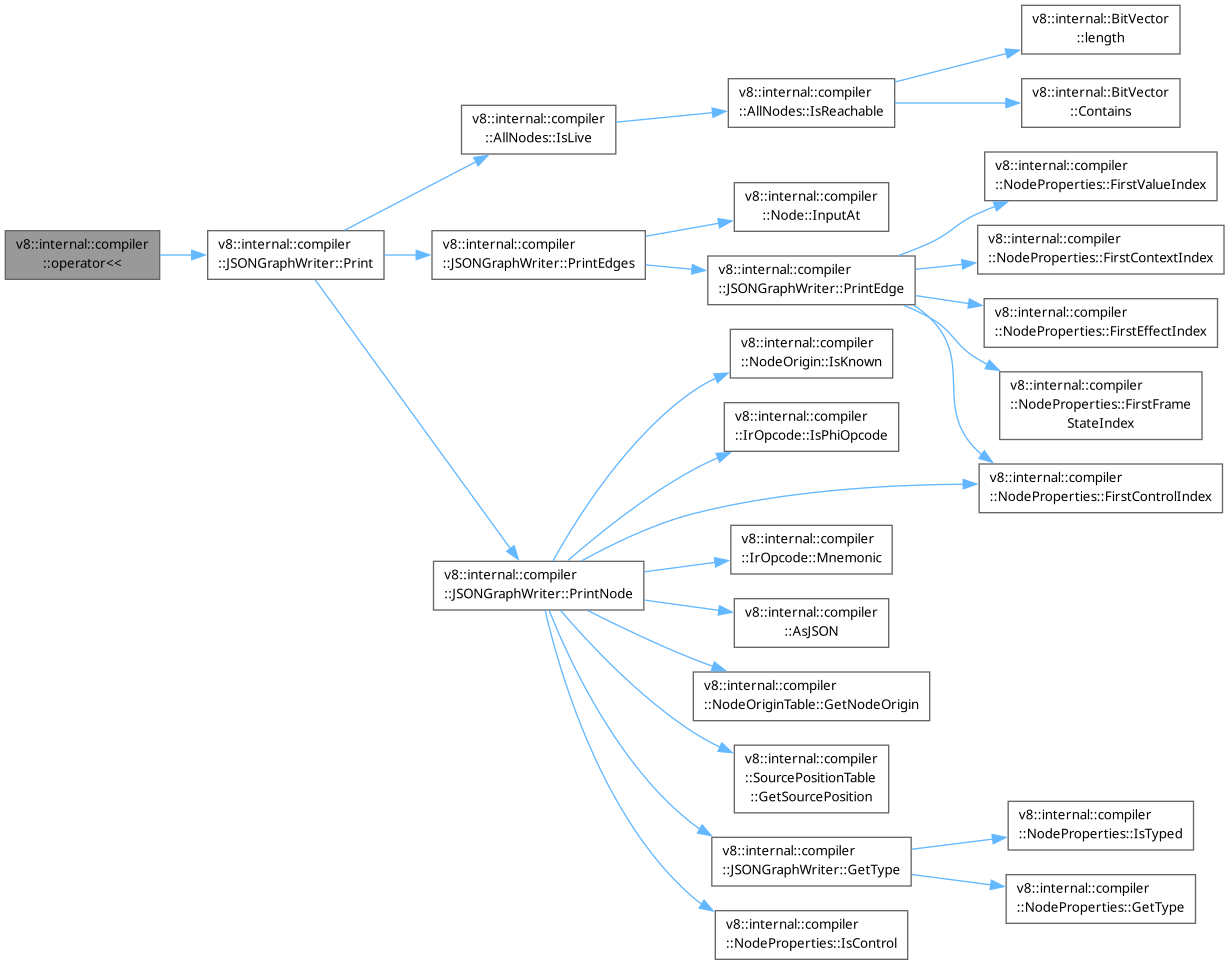 v8::internal::BitVector
::length
v8::internal::BitVector
::Contains
v8::internal::compiler
::AllNodes::IsReachable
v8::internal::compiler
::AllNodes::IsLive
v8::internal::compiler
::NodeProperties::FirstValueIndex
v8::internal::compiler
::Node::InputAt
v8::internal::compiler
::operator<<
v8::internal::compiler
::JSONGraphWriter::Print
v8::internal::compiler
::JSONGraphWriter::PrintEdges
v8::internal::compiler
::NodeProperties::FirstContextIndex
v8::internal::compiler
::JSONGraphWriter::PrintEdge
v8::internal::compiler
::NodeProperties::FirstEffectIndex
v8::internal::compiler
::NodeOrigin::IsKnown
v8::internal::compiler
::NodeProperties::FirstFrame
StateIndex
v8::internal::compiler
::IrOpcode::IsPhiOpcode
v8::internal::compiler
::NodeProperties::FirstControlIndex
v8::internal::compiler
::IrOpcode::Mnemonic
v8::internal::compiler
::JSONGraphWriter::PrintNode
v8::internal::compiler
::AsJSON
v8::internal::compiler
::NodeOriginTable::GetNodeOrigin
v8::internal::compiler
::SourcePositionTable
::GetSourcePosition
v8::internal::compiler
::NodeProperties::IsTyped
v8::internal::compiler
::JSONGraphWriter::GetType
v8::internal::compiler
::NodeProperties::GetType
v8::internal::compiler
::NodeProperties::IsControl